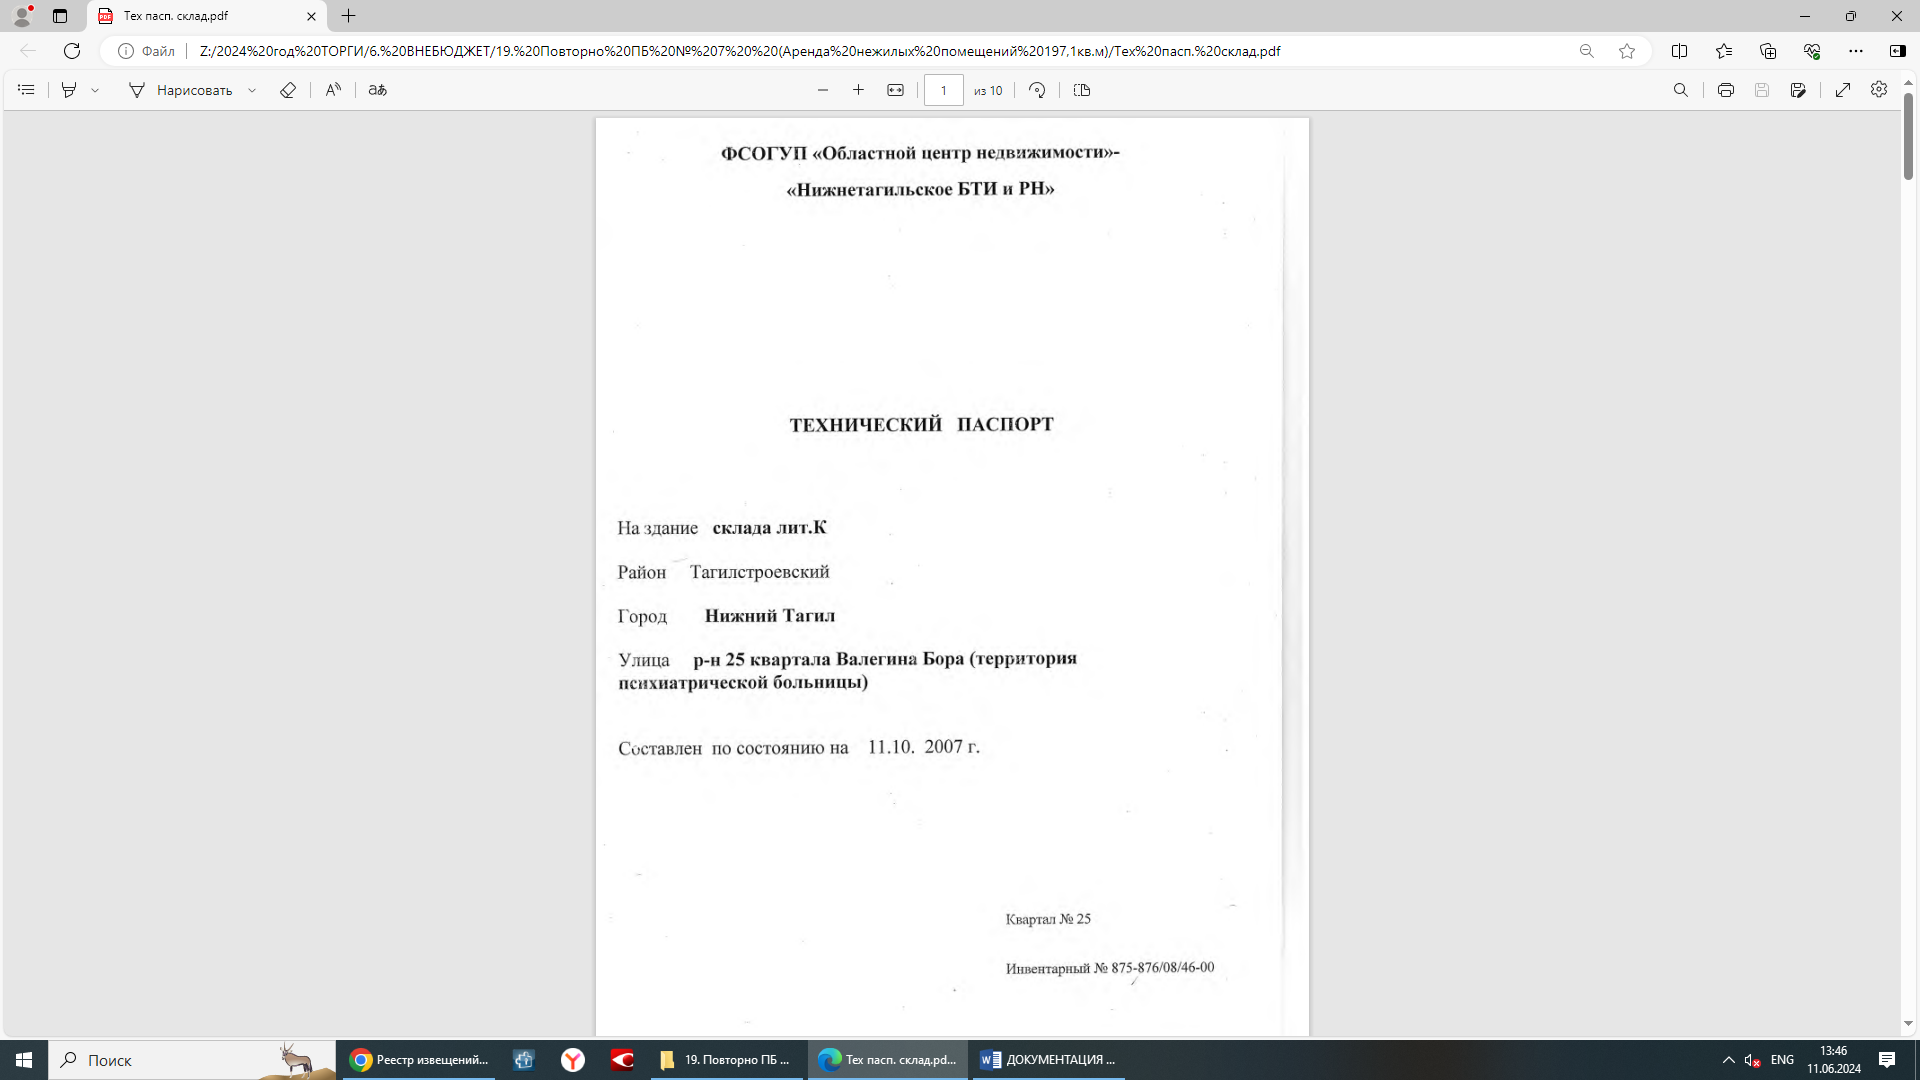 Тех пасп. склад.pdf
Файл
Z:/2024%20год%20ТОРГИ/6.%20ВНЕБЮДЖЕТ/19.%20Повторно%20ПБ%20№%207%20%20(Аренда%20нежилых%20помещений%20197,1кв.м)/Тех%20пасп.%20склад.pdf
Нарисовать
1
из 10
ФСОГУП «Областной центр недвижимости»-
«Нижнетагильское БТИ и РН»
ТЕХНИЧЕСКИЙ ПАСПОРТ
На здание склада лит.К
Район Тагилстроевский
Город Нижний Тагил
Улица р-н 25 квартала Валегина Бора (территория
психиатрической больницы)
Составлен по состоянию на 11.10. 2007 г.
Квартал № 25
Инвентарный № 875-876/08/46-00
Поиск
Реестр извещений...
19. Повторно ПБ ...
Тех пасп. склад.pd...
ДОКУМЕНТАЦИЯ ...
ENG
13:46
11.06.2024